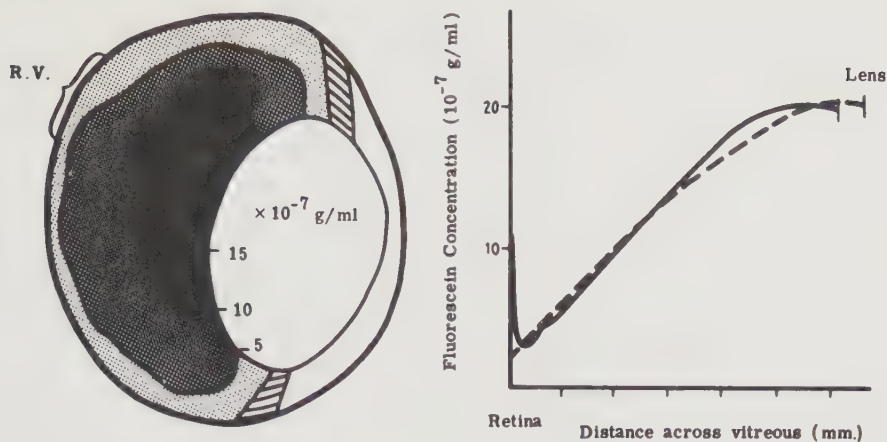 R.V.
× 10⁻⁷ g/ml
15
10
5
Fluorescein Concentration (10⁻⁷ g/ml)
20
10
Lens
Retina
Distance across vitreous (mm.)